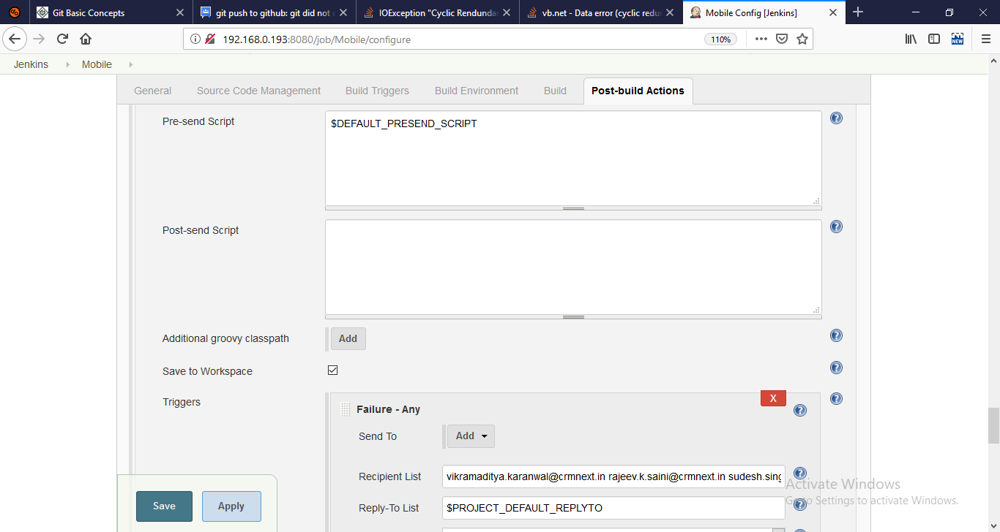 Git Basic Concepts
git push to github: git did not
IOException "Cyclic Rendunda
vb.net - Data error (cyclic redu
Mobile Config [Jenkins]
192.168.0.193:8080/job/Mobile/configure
110%
NEW
Jenkins
Mobile
General
Source Code Management
Build Triggers
Build Environment
Build
Post-build Actions
Pre-send Script
$DEFAULT_PRESEND_SCRIPT
Post-send Script
Additional groovy classpath
Add
Save to Workspace
Triggers
X
Failure - Any
Send To
Add
Recipient List
vikramaditya.karanwal@crmnext.in rajeev.k.saini@crmnext.in sudesh.sing
Reply-To List
$PROJECT_DEFAULT_REPLYTO
Save
Apply
Activate Windows
Go to Settings to activate Windows.